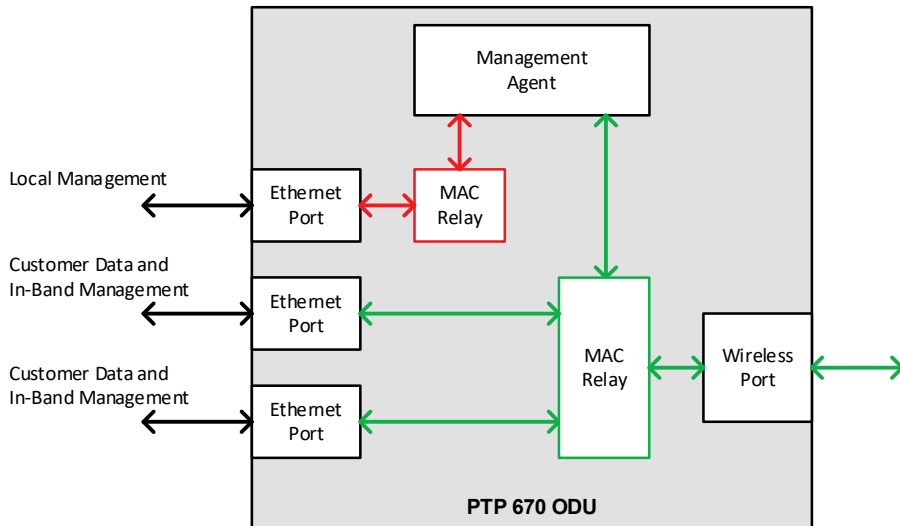 Management
Agent
Local Management
Ethernet
Port
MAC
Relay
Customer Data and
In-Band Management
Ethernet
Port
Customer Data and
In-Band Management
Ethernet
Port
MAC
Relay
Wireless
Port
PTP 670 ODU